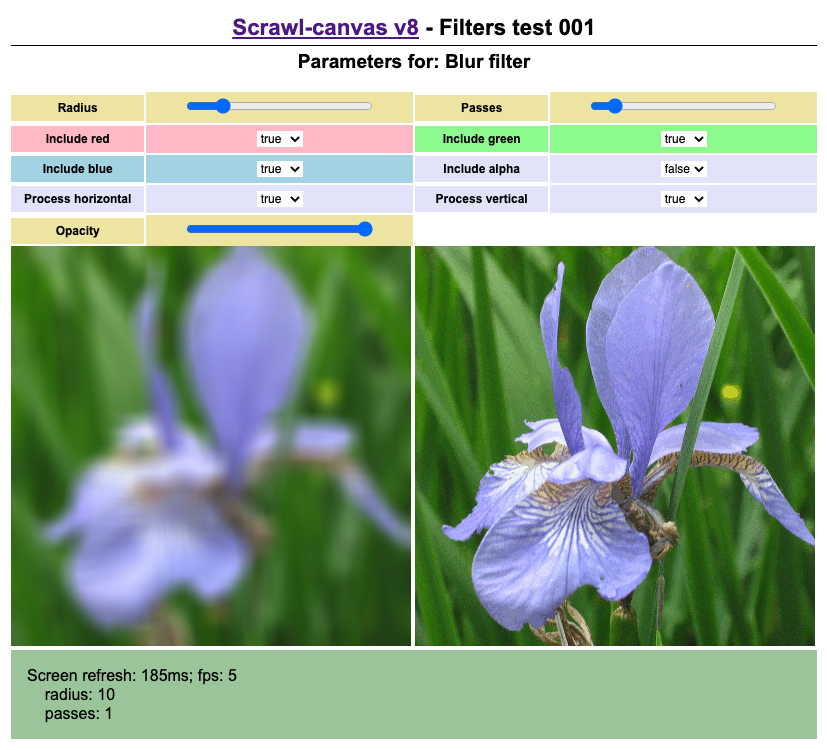 Scrawl-canvas v8 - Filters test 001
Parameters for: Blur filter
Radius
Passes
Include red true
Include green true
Include blue true
Include alpha false
Process horizontal true
Process vertical true
Opacity
Screen refresh: 185ms; fps: 5
radius: 10
passes: 1